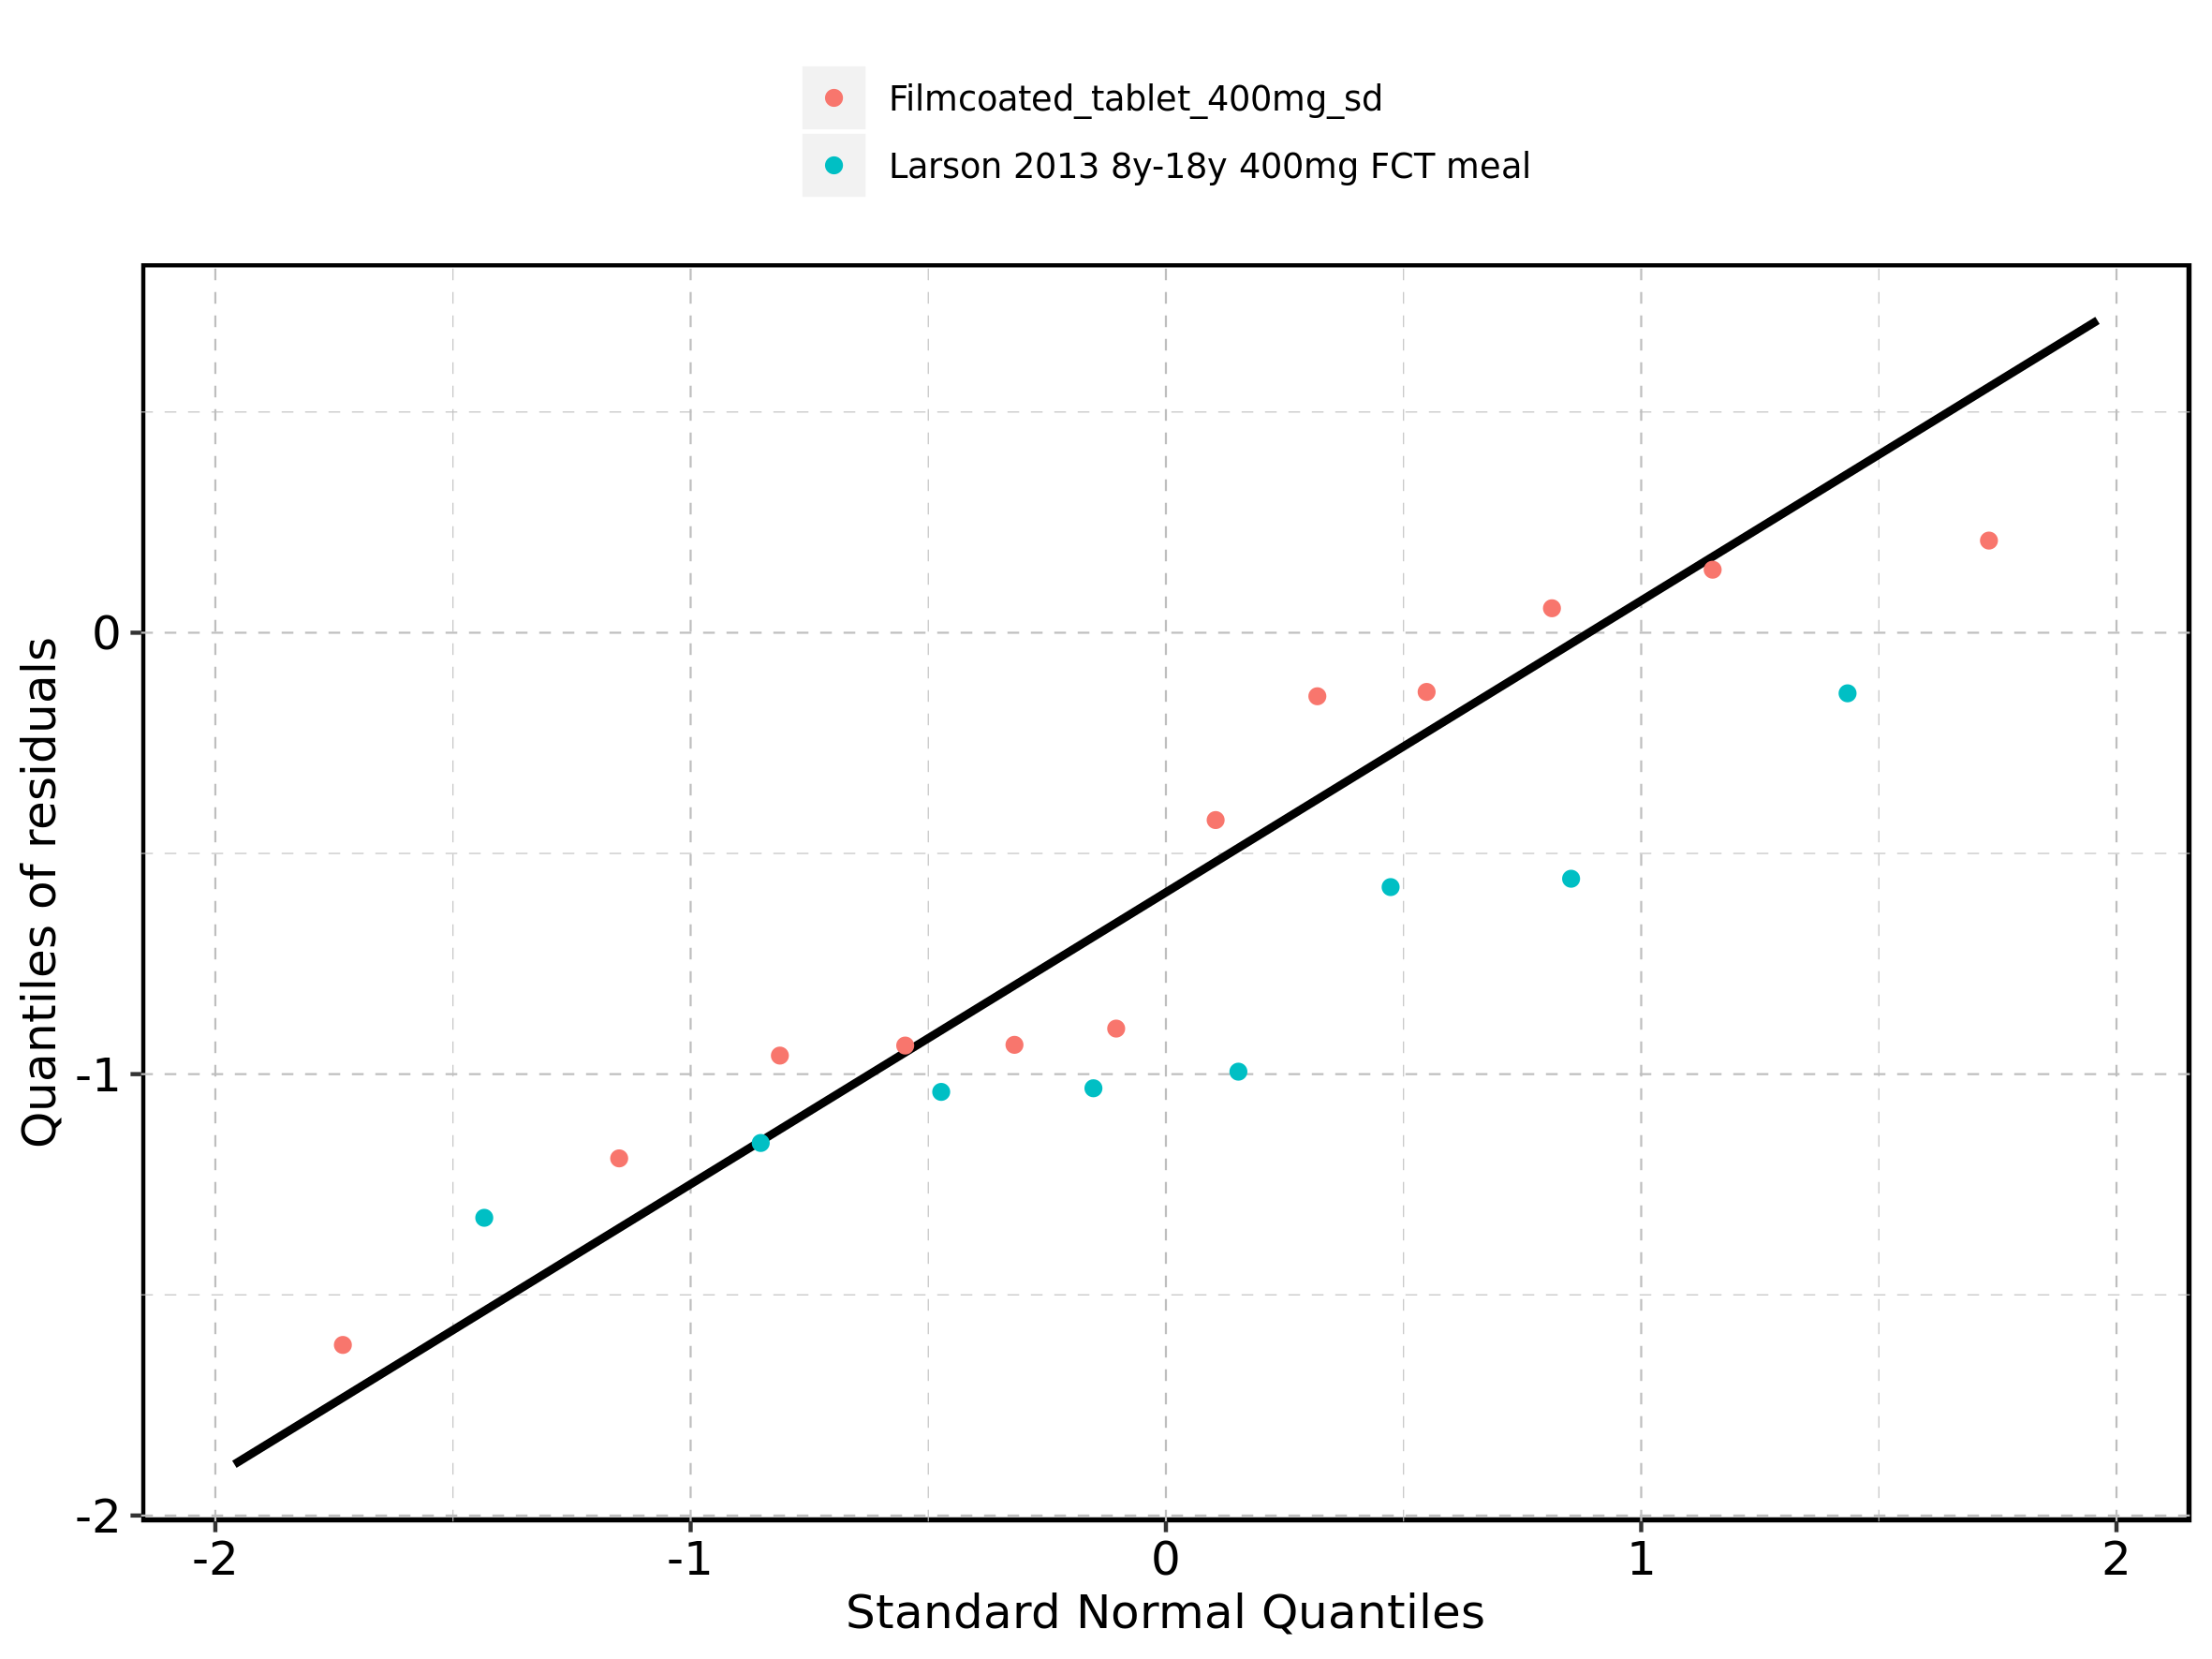 Filmcoated_tablet_400mg_sd
Larson 2013 8y-18y 400mg FCT meal
Quantiles of residuals
0
-1
-2
-2 -1 0 1 2
Standard Normal Quantiles